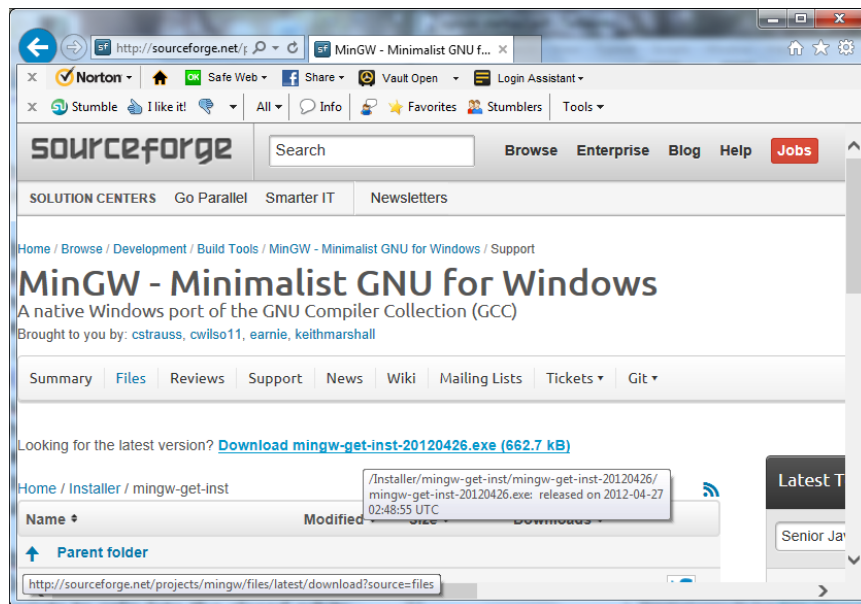 http://sourceforge.net/p
MinGW - Minimalist GNU f...
Norton
Safe Web
Share
Vault Open
Login Assistant
Stumble
I like it!
All
Info
Favorites
Stumblers
Tools
sourceforge
Search
Browse Enterprise Blog Help Jobs
SOLUTION CENTERS Go Parallel Smarter IT Newsletters
Home / Browse / Development / Build Tools / MinGW - Minimalist GNU for Windows / Support
MinGW - Minimalist GNU for Windows
A native Windows port of the GNU Compiler Collection (GCC)
Brought to you by: cstrauss, cwilso11, earnie, keithmarshall
Summary Files Reviews Support News Wiki Mailing Lists Tickets Git
Looking for the latest version? Download mingw-get-inst-20120426.exe (662.7 kB)
/Installer/mingw-get-inst/mingw-get-inst-20120426/
mingw-get-inst-20120426.exe: released on 2012-04-27
02:48:55 UTC
Home / Installer / mingw-get-inst
Latest T
Name Modified Size Downloads
Senior Ja
Parent folder
http://sourceforge.net/projects/mingw/files/latest/download?source=files